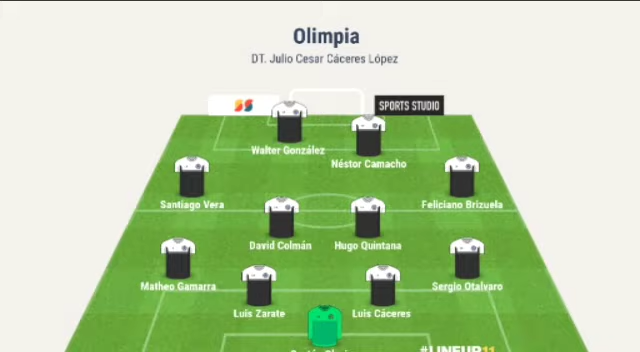 Olimpia
DT. Julio Cesar Cáceres López
SPORTS STUDIO
Walter González
Néstor Camacho
Santiago Vera
Feliciano Brizuela
David Colmán
Hugo Quintana
Matheo Gamarra
Sergio Otalvaro
Luis Zarate
Luis Cáceres
#LINEUP11